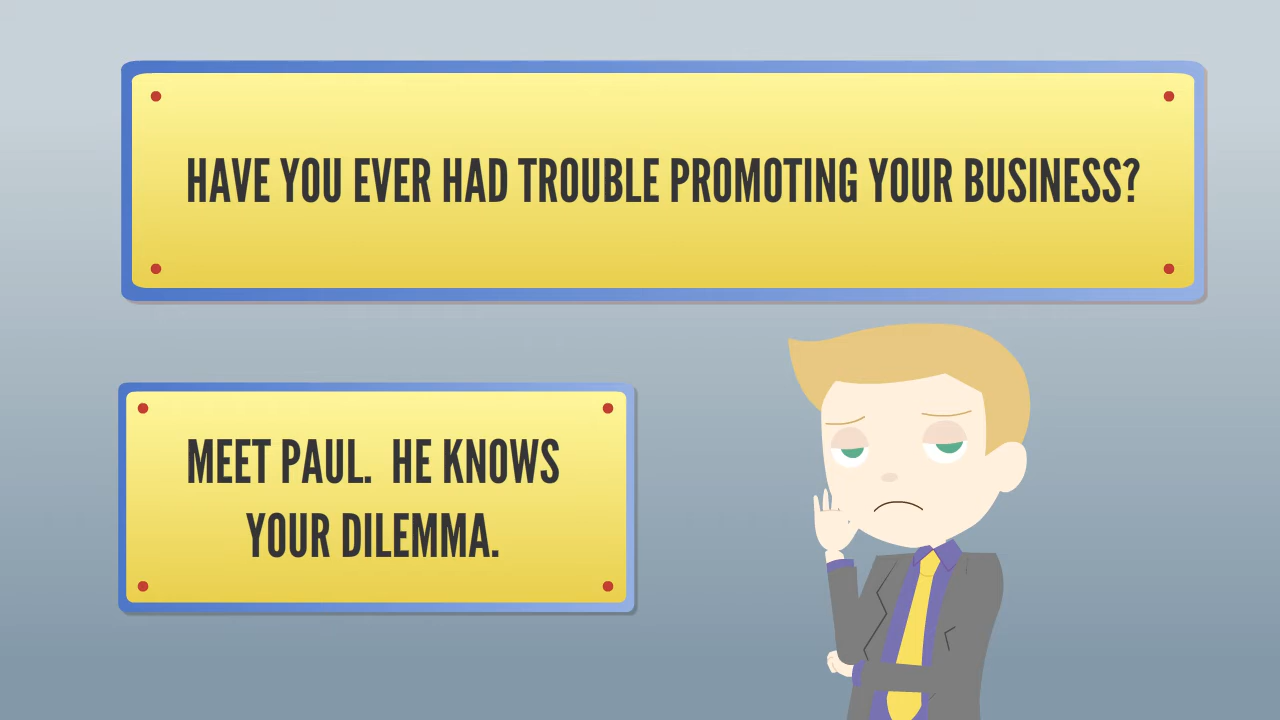 HAVE YOU EVER HAD TROUBLE PROMOTING YOUR BUSINESS?
MEET PAUL.  HE KNOWS
YOUR DILEMMA.